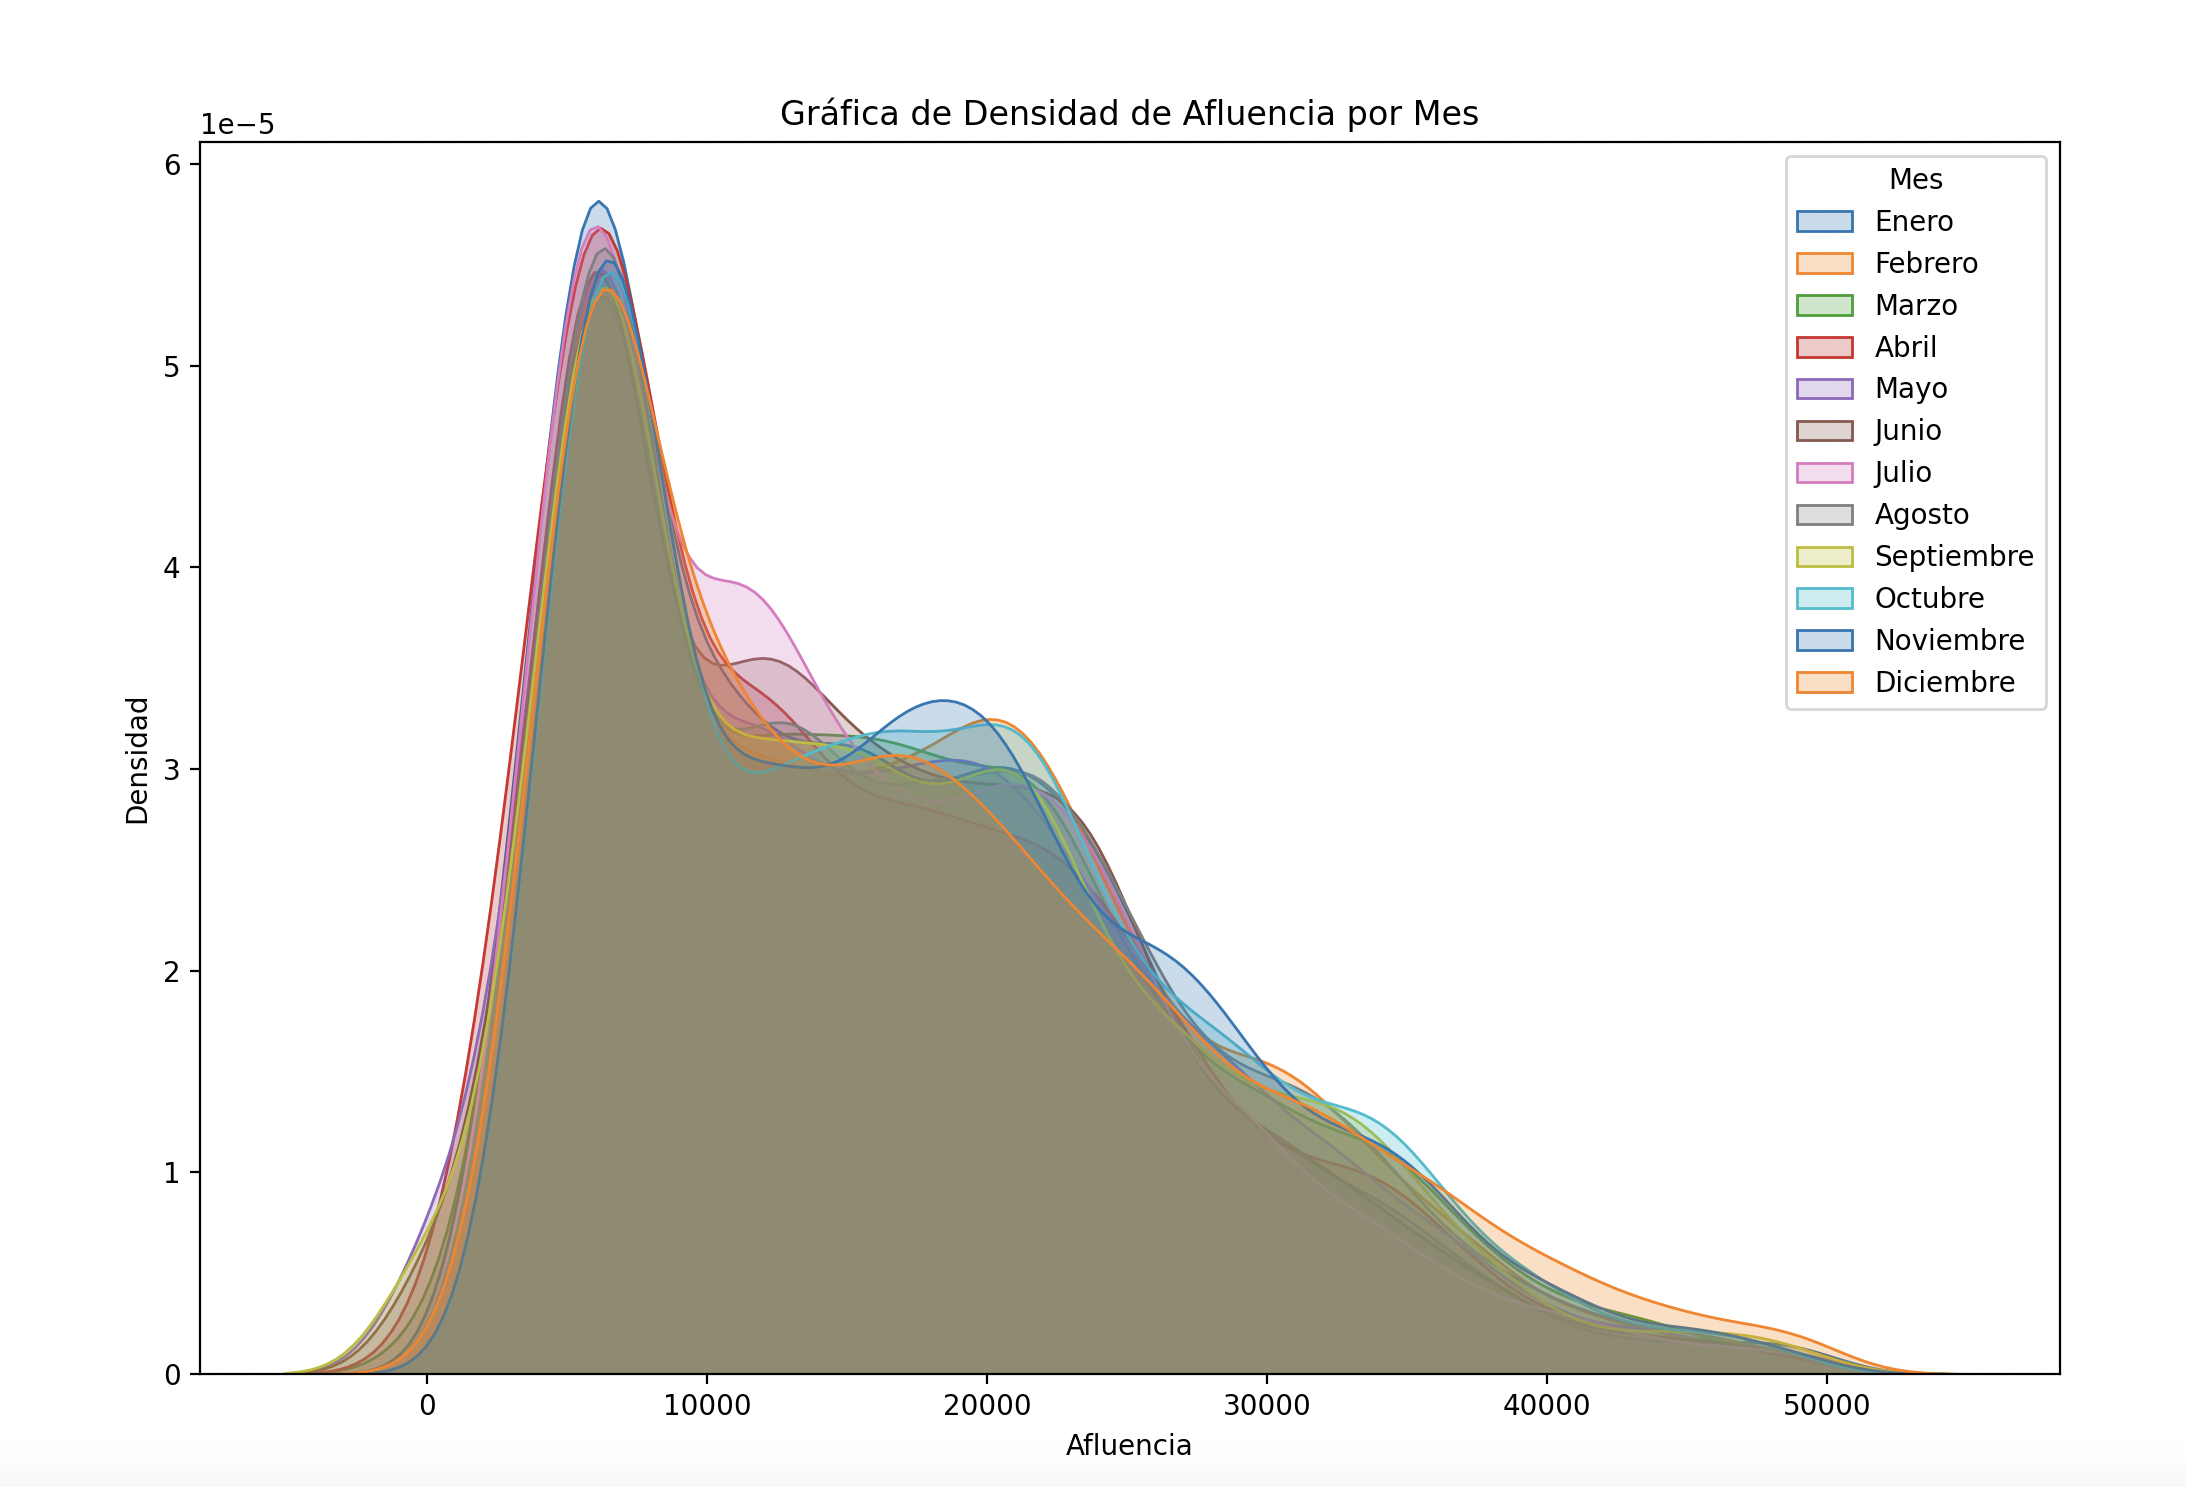 Gráfica de Densidad de Afluencia por Mes
1e−5
6
5
4
3
2
1
0
Densidad
0 10000 20000 30000 40000 50000
Afluencia
Mes
Enero
Febrero
Marzo
Abril
Mayo
Junio
Julio
Agosto
Septiembre
Octubre
Noviembre
Diciembre